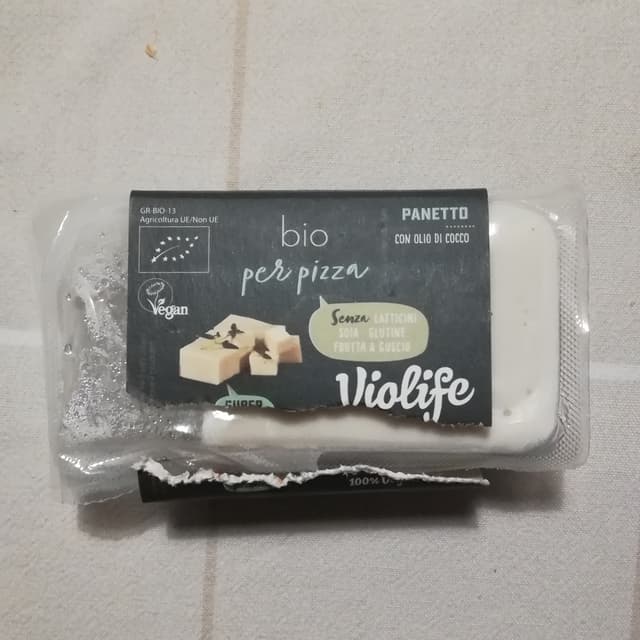 GR-BIO-13
Agricoltura UE/Non UE
bio
per pizza
PANETTO
CON OLIO DI COCCO
Vegan
Senza LATTICINI
SOIA GLUTINE
FRUTTA A GUSCIO
Violife
SUPER
100%